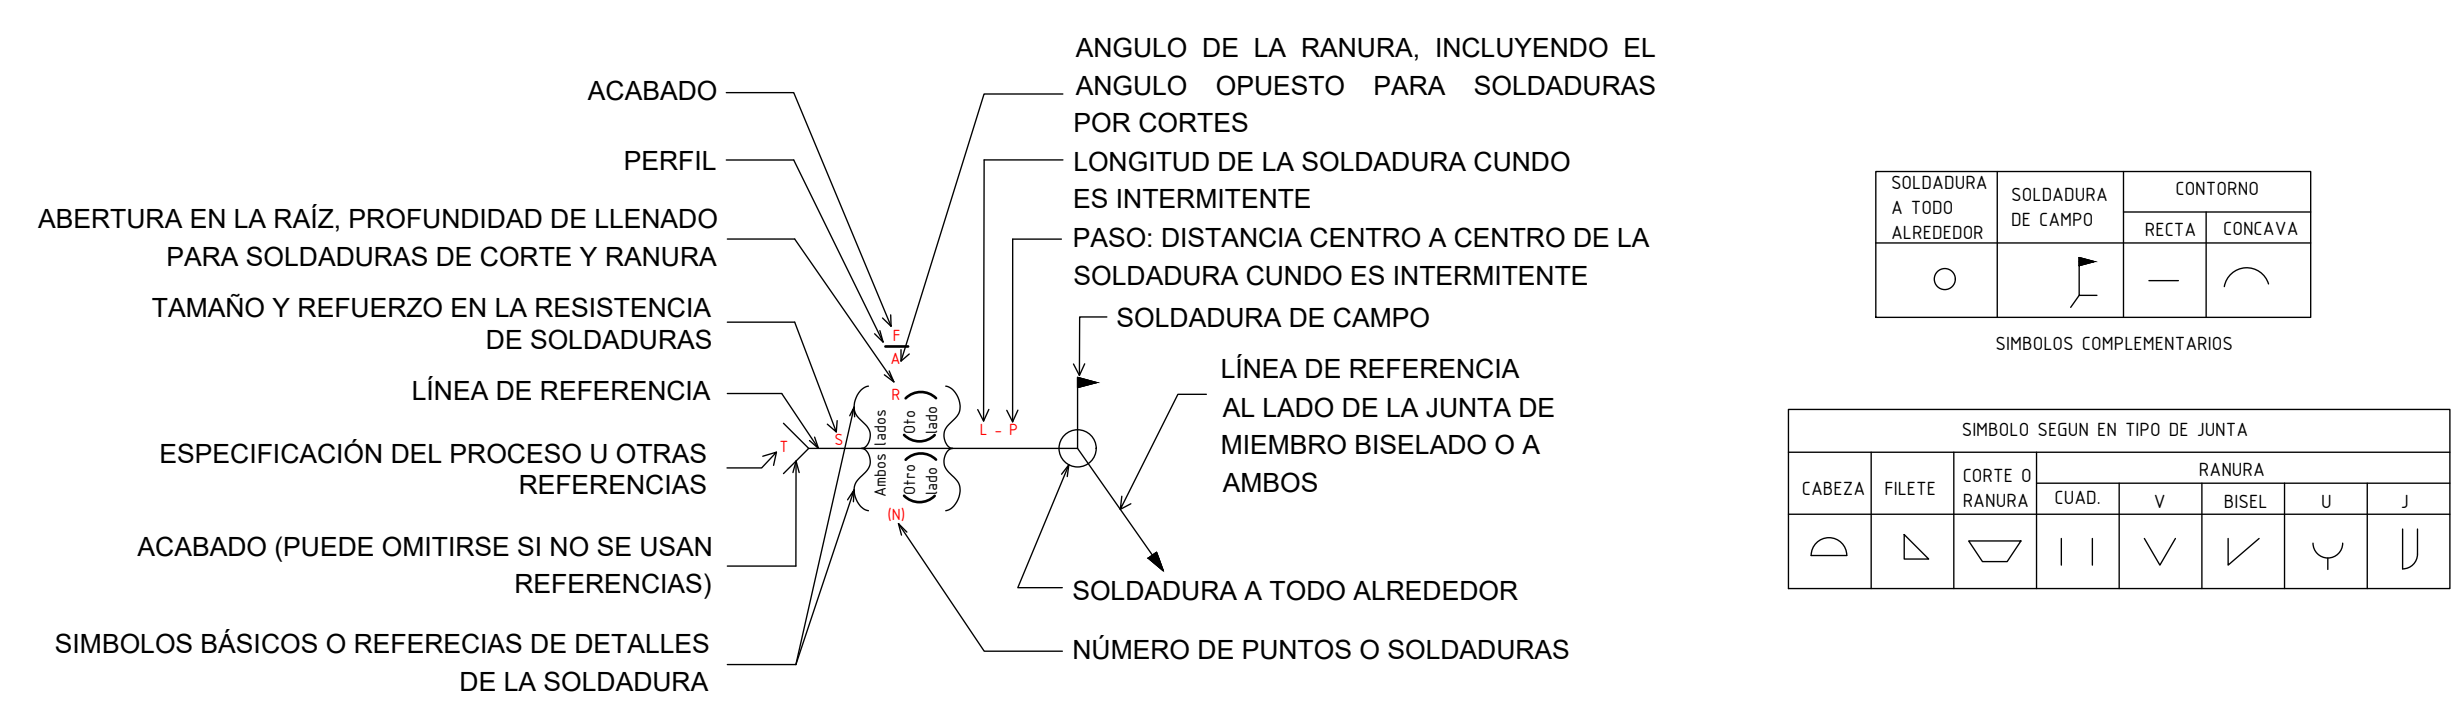 ACABADO
PERFIL
ABERTURA EN LA RAÍZ, PROFUNDIDAD DE LLENADO
PARA SOLDADURAS DE CORTE Y RANURA
TAMAÑO Y REFUERZO EN LA RESISTENCIA
DE SOLDADURAS
LÍNEA DE REFERENCIA
ESPECIFICACIÓN DEL PROCESO U OTRAS
REFERENCIAS
ACABADO (PUEDE OMITIRSE SI NO SE USAN
REFERENCIAS)
SIMBOLOS BÁSICOS O REFERECIAS DE DETALLES
DE LA SOLDADURA
F
A
R
S
T
L - P
(N)
Ambos lados
(Oto
lado)
(Otro
lado)
ANGULO DE LA RANURA, INCLUYENDO EL
ANGULO OPUESTO PARA SOLDADURAS
POR CORTES
LONGITUD DE LA SOLDADURA CUNDO
ES INTERMITENTE
PASO: DISTANCIA CENTRO A CENTRO DE LA
SOLDADURA CUNDO ES INTERMITENTE
SOLDADURA DE CAMPO
LÍNEA DE REFERENCIA
AL LADO DE LA JUNTA DE
MIEMBRO BISELADO O A
AMBOS
SOLDADURA A TODO ALREDEDOR
NÚMERO DE PUNTOS O SOLDADURAS
SOLDADURA
A TODO
ALREDEDOR
SOLDADURA
DE CAMPO
CONTORNO
RECTA
CONCAVA
SIMBOLOS COMPLEMENTARIOS
SIMBOLO SEGUN EN TIPO DE JUNTA
CABEZA
FILETE
CORTE O
RANURA
RANURA
CUAD.
V
BISEL
U
J